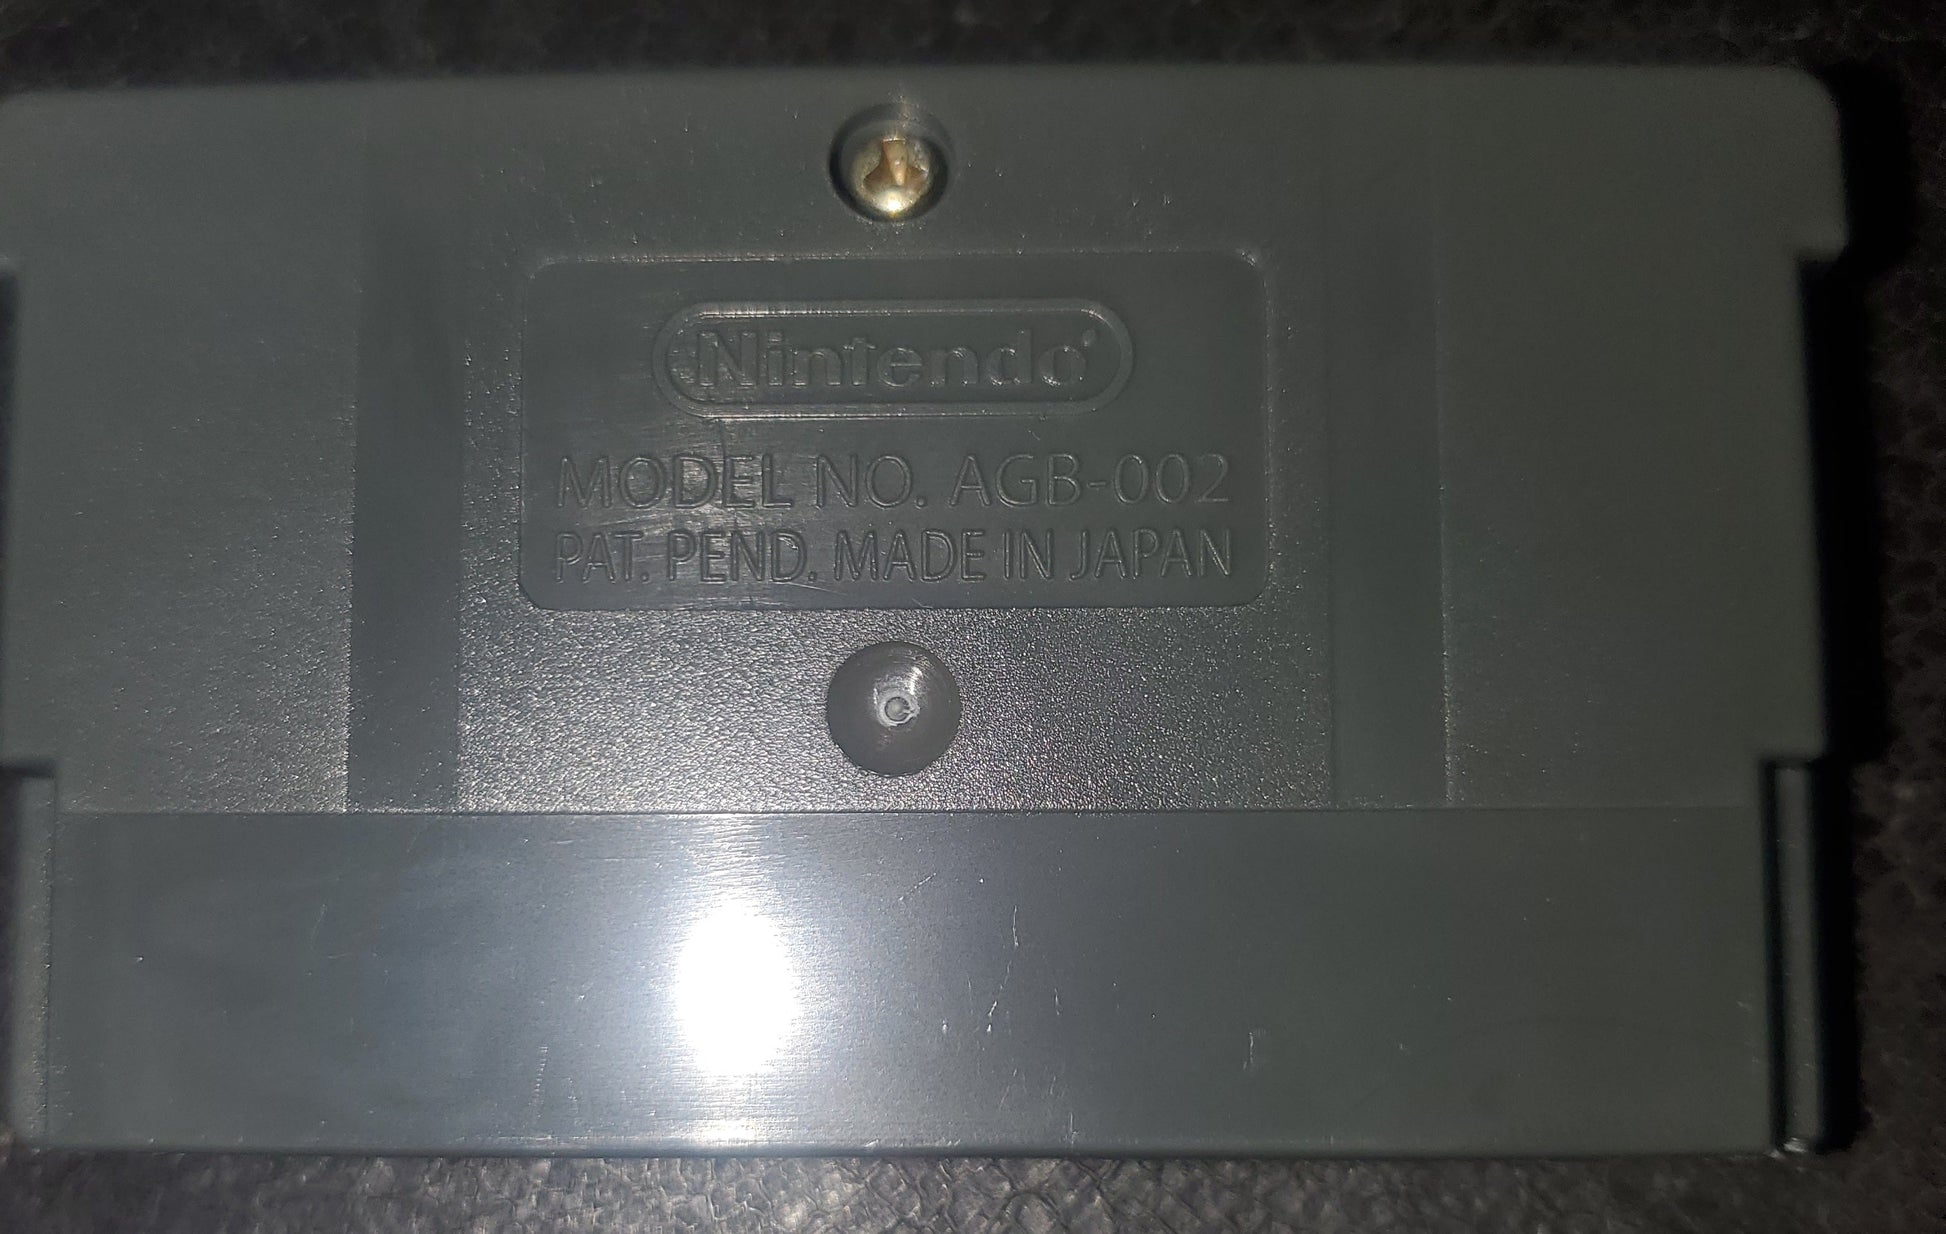 Nintendo
MODEL NO. AGB-002
PAT. PEND. MADE IN JAPAN